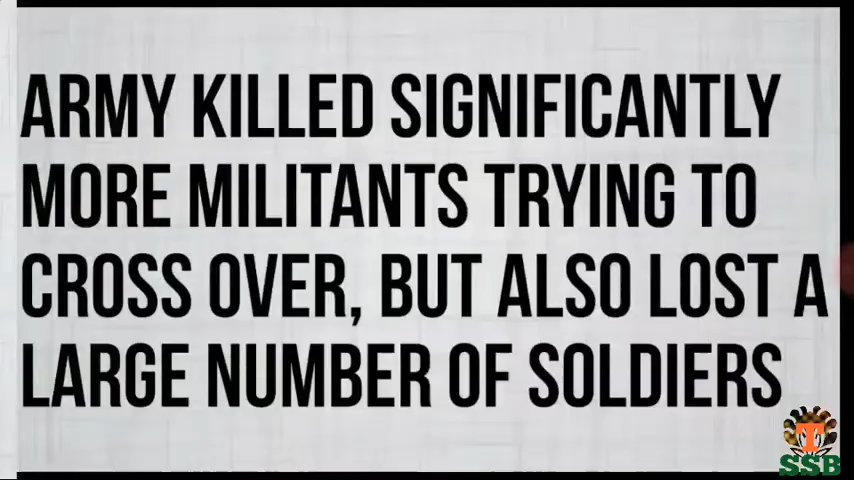 ARMY KILLED SIGNIFICANTLY
MORE MILITANTS TRYING TO
CROSS OVER, BUT ALSO LOST A
LARGE NUMBER OF SOLDIERS
T
SSB